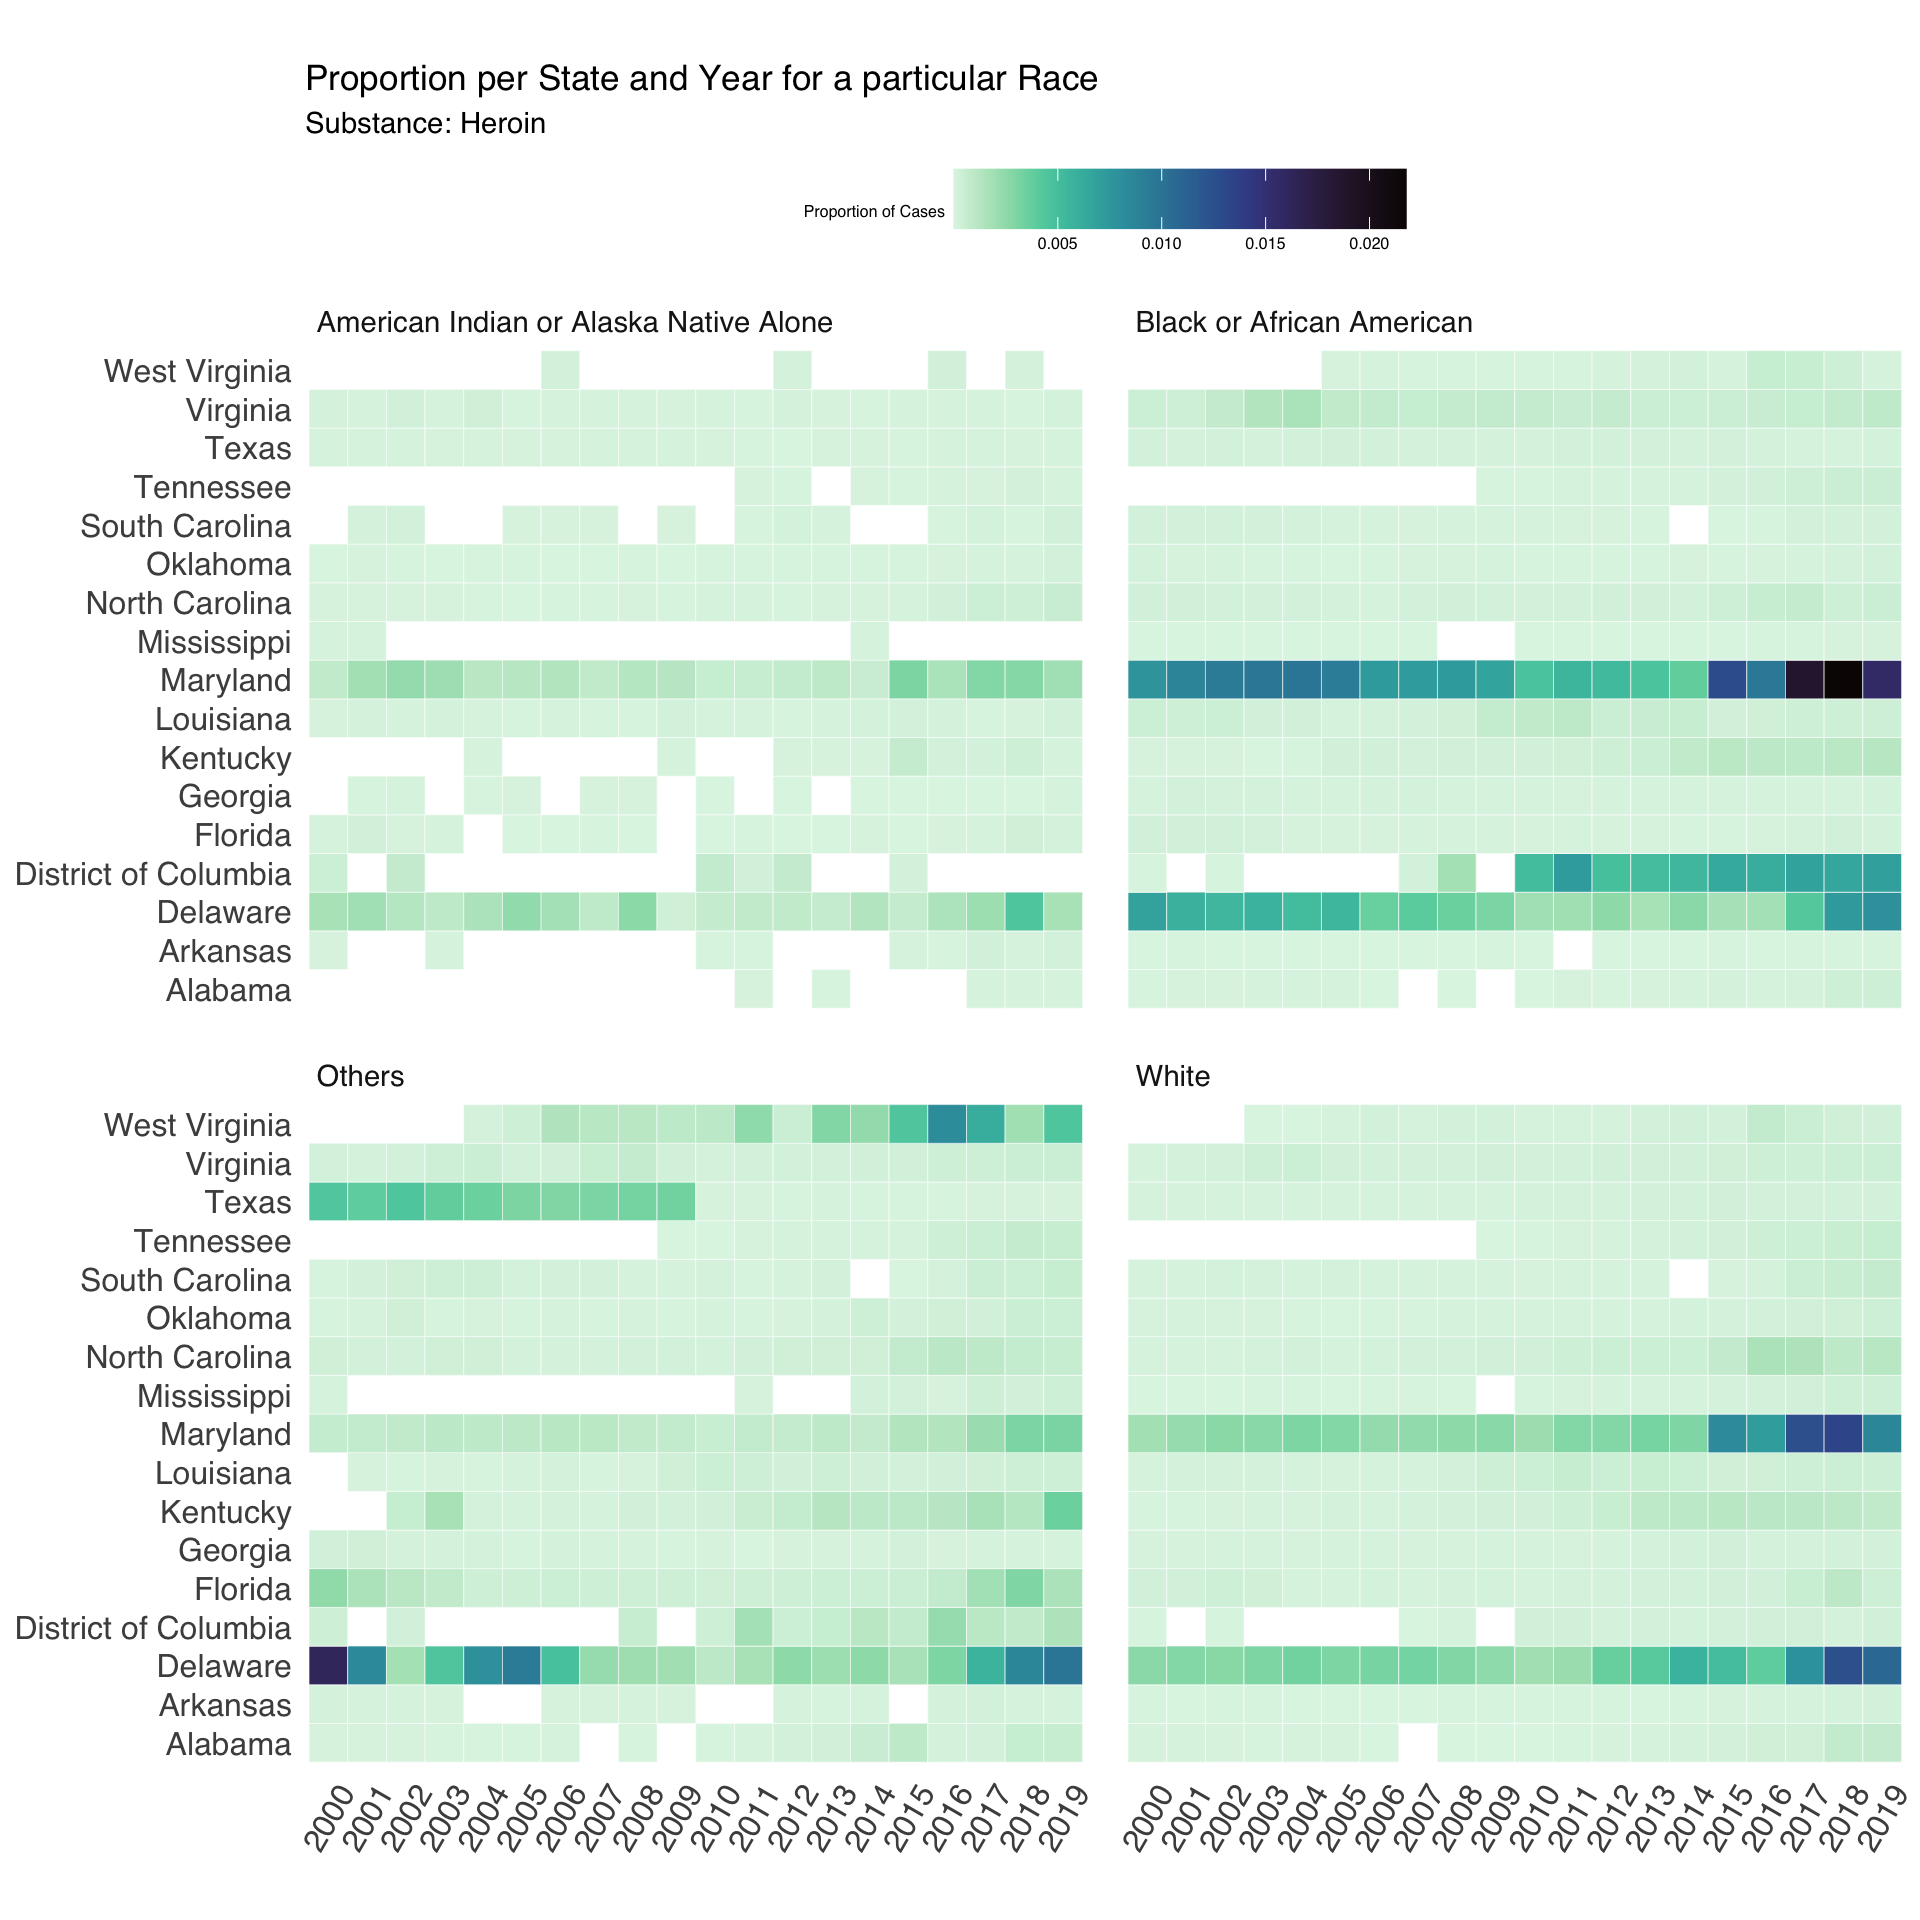 Proportion per State and Year for a particular Race
Substance: Heroin
Proportion of Cases
0.005 0.010 0.015 0.020
American Indian or Alaska Native Alone
Black or African American
West Virginia
Virginia
Texas
Tennessee
South Carolina
Oklahoma
North Carolina
Mississippi
Maryland
Louisiana
Kentucky
Georgia
Florida
District of Columbia
Delaware
Arkansas
Alabama
Others
White
West Virginia
Virginia
Texas
Tennessee
South Carolina
Oklahoma
North Carolina
Mississippi
Maryland
Louisiana
Kentucky
Georgia
Florida
District of Columbia
Delaware
Arkansas
Alabama
2000 2001 2002 2003 2004 2005 2006 2007 2008 2009 2010 2011 2012 2013 2014 2015 2016 2017 2018 2019
2000 2001 2002 2003 2004 2005 2006 2007 2008 2009 2010 2011 2012 2013 2014 2015 2016 2017 2018 2019